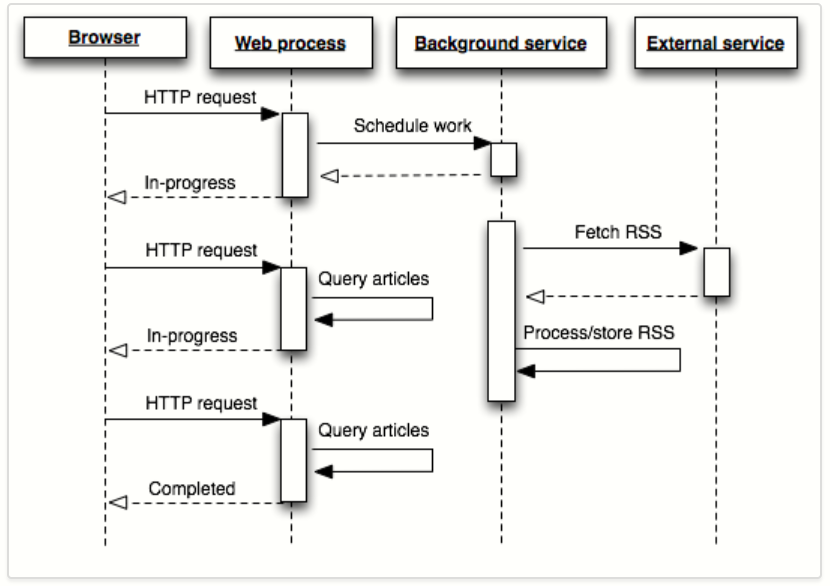 Browser
Web process
Background service
External service
HTTP request
Schedule work
In-progress
Fetch RSS
HTTP request
Query articles
Process/store RSS
In-progress
HTTP request
Query articles
Completed